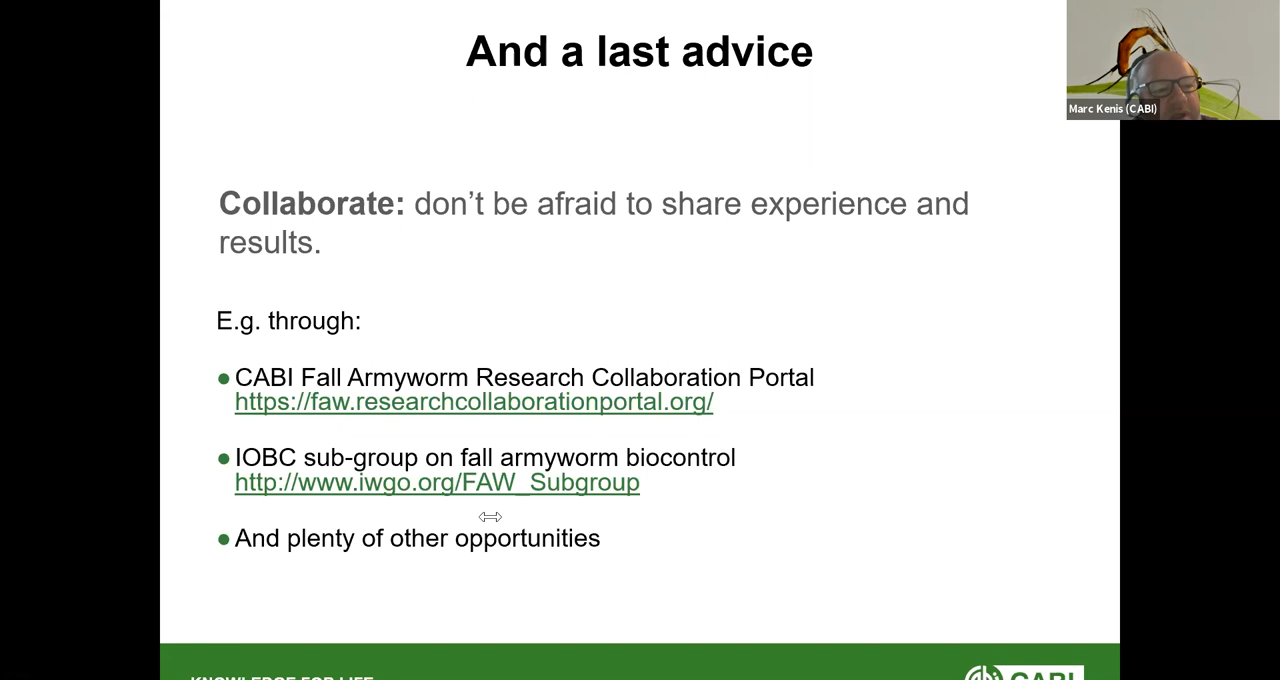 And a last advice
Marc Kenis (CABI)
Collaborate: don’t be afraid to share experience and
results.
E.g. through:
●CABI Fall Armyworm Research Collaboration Portal
https://faw.researchcollaborationportal.org/
●IOBC sub-group on fall armyworm biocontrol
http://www.iwgo.org/FAW_Subgroup
●And plenty of other opportunities
KNOWLEDGE FOR LIFE
CABI